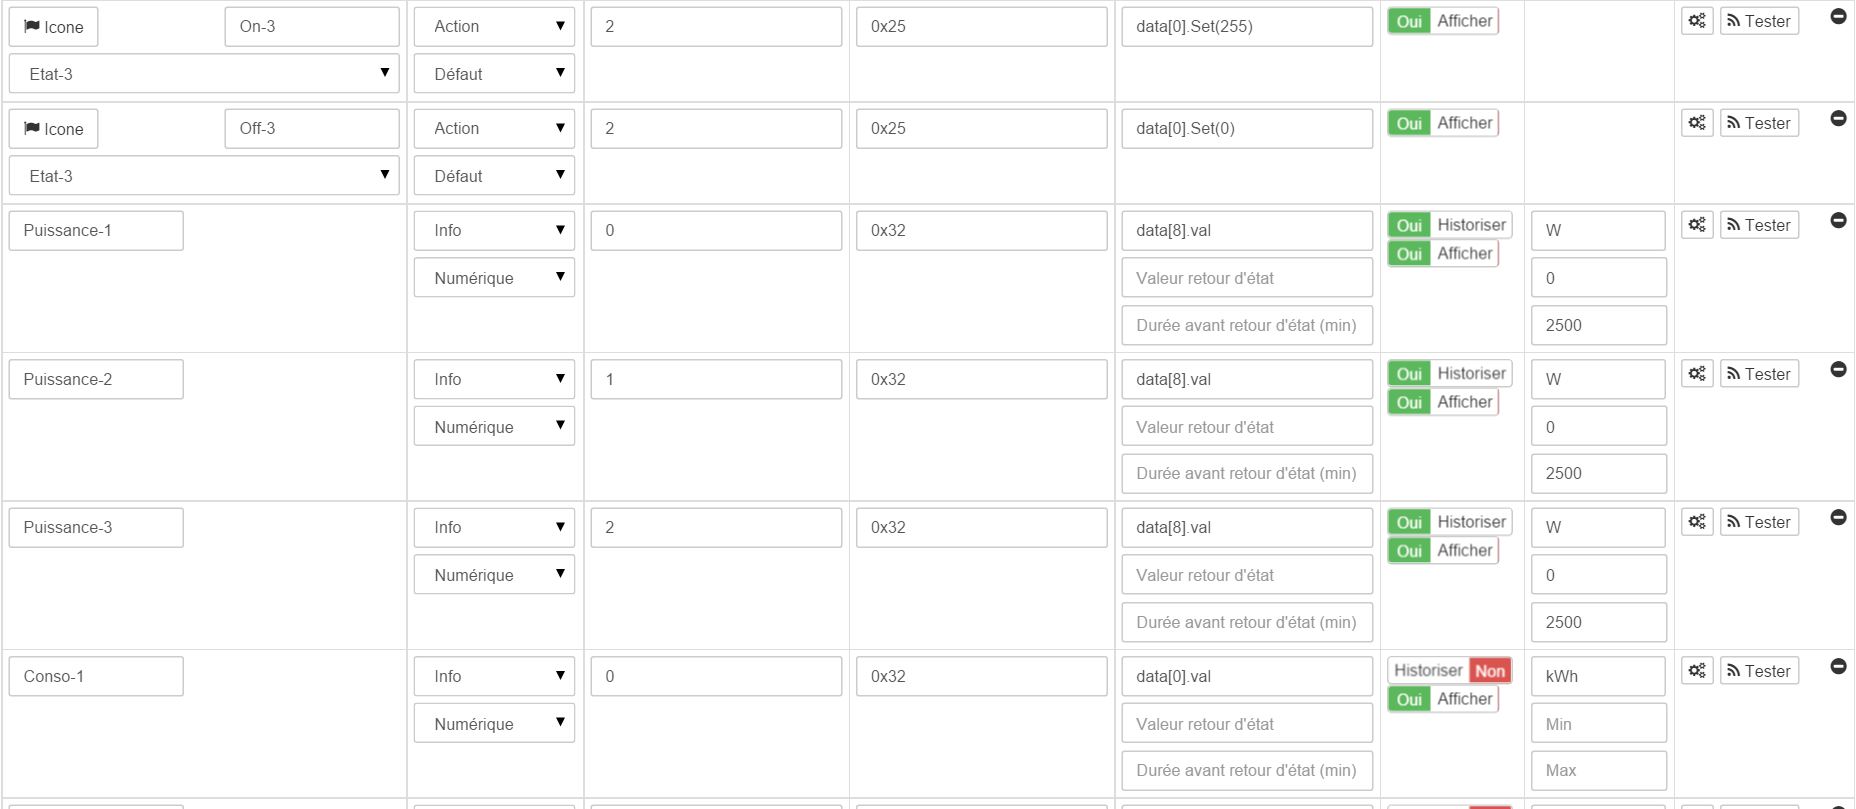 Icone On-3 Action 2 0x25 data[0].Set(255) Oui Afficher Tester
Etat-3 Défaut
Icone Off-3 Action 2 0x25 data[0].Set(0) Oui Afficher Tester
Etat-3 Défaut
Puissance-1 Info 0 0x32 data[8].val Oui Historiser W Tester
Oui Afficher
Numérique Valeur retour d'état 0
Durée avant retour d'état (min) 2500
Puissance-2 Info 1 0x32 data[8].val Oui Historiser W Tester
Oui Afficher
Numérique Valeur retour d'état 0
Durée avant retour d'état (min) 2500
Puissance-3 Info 2 0x32 data[8].val Oui Historiser W Tester
Oui Afficher
Numérique Valeur retour d'état 0
Durée avant retour d'état (min) 2500
Conso-1 Info 0 0x32 data[0].val Historiser Non kWh Tester
Oui Afficher
Numérique Valeur retour d'état Min
Durée avant retour d'état (min) Max